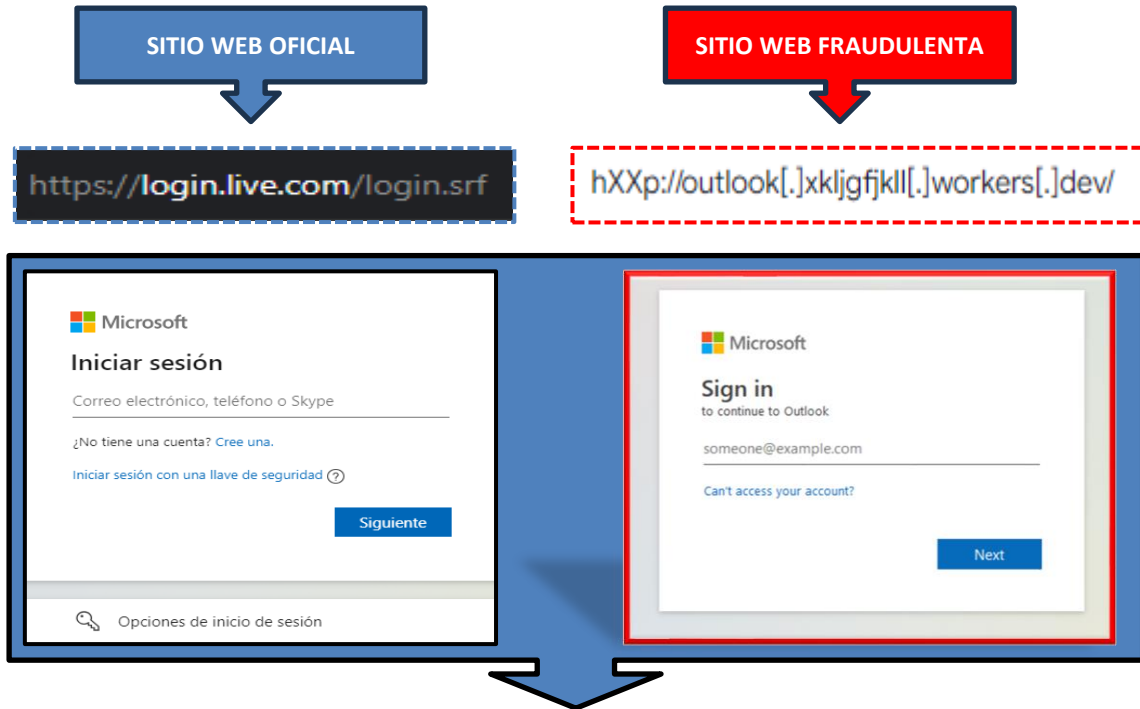 SITIO WEB OFICIAL
SITIO WEB FRAUDULENTA
https://login.live.com/login.srf
hXXp://outlook[.]xkljgfjkll[.]workers[.]dev/
Microsoft
Iniciar sesión
Correo electrónico, teléfono o Skype
¿No tiene una cuenta? Cree una.
Iniciar sesión con una llave de seguridad
Siguiente
Opciones de inicio de sesión
Microsoft
Sign in
to continue to Outlook
someone@example.com
Can't access your account?
Next